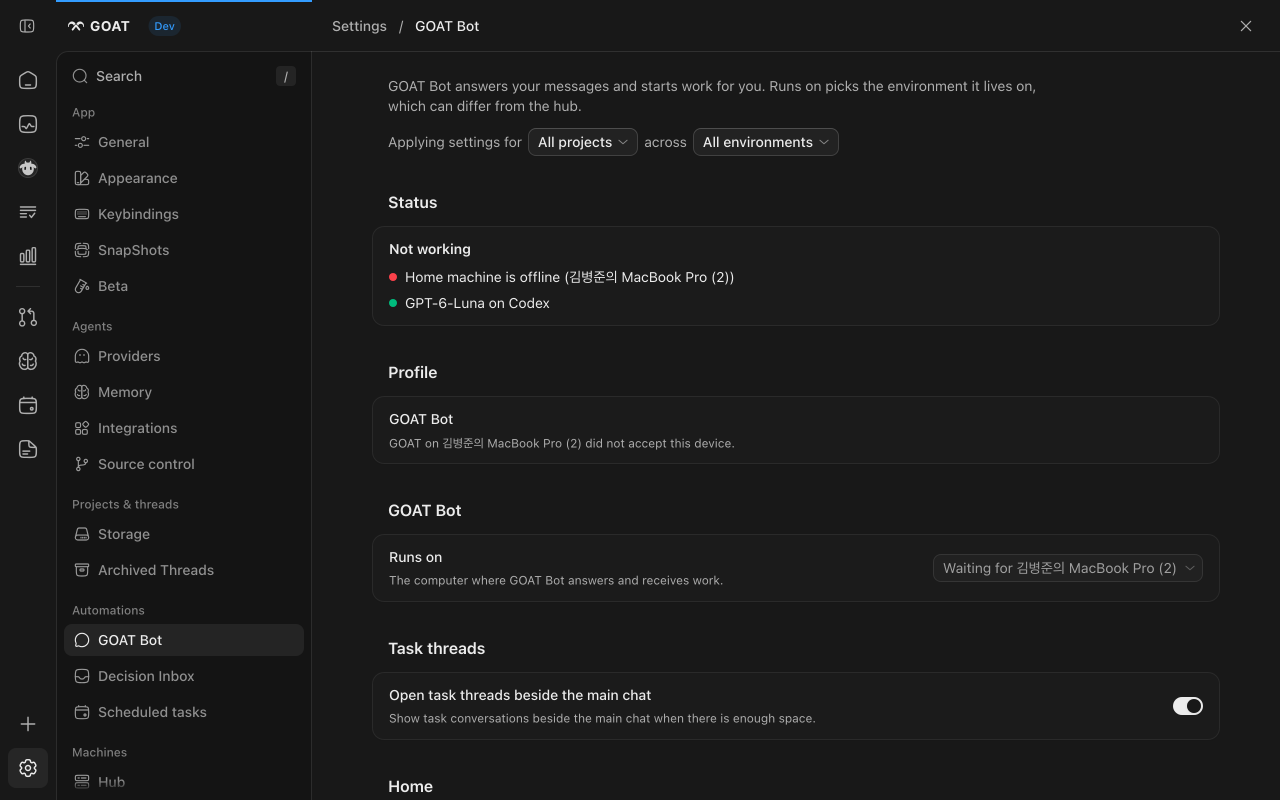 GOAT
Dev
Settings / GOAT Bot
Search
/
App
General
Appearance
Keybindings
SnapShots
Beta
Agents
Providers
Memory
Integrations
Source control
Projects & threads
Storage
Archived Threads
Automations
GOAT Bot
Decision Inbox
Scheduled tasks
Machines
Hub
GOAT Bot answers your messages and starts work for you. Runs on picks the environment it lives on,
which can differ from the hub.
Applying settings for All projects across All environments
Status
Not working
Home machine is offline (김병준의 MacBook Pro (2))
GPT-6-Luna on Codex
Profile
GOAT Bot
GOAT on 김병준의 MacBook Pro (2) did not accept this device.
GOAT Bot
Runs on
The computer where GOAT Bot answers and receives work.
Waiting for 김병준의 MacBook Pro (2)
Task threads
Open task threads beside the main chat
Show task conversations beside the main chat when there is enough space.
Home